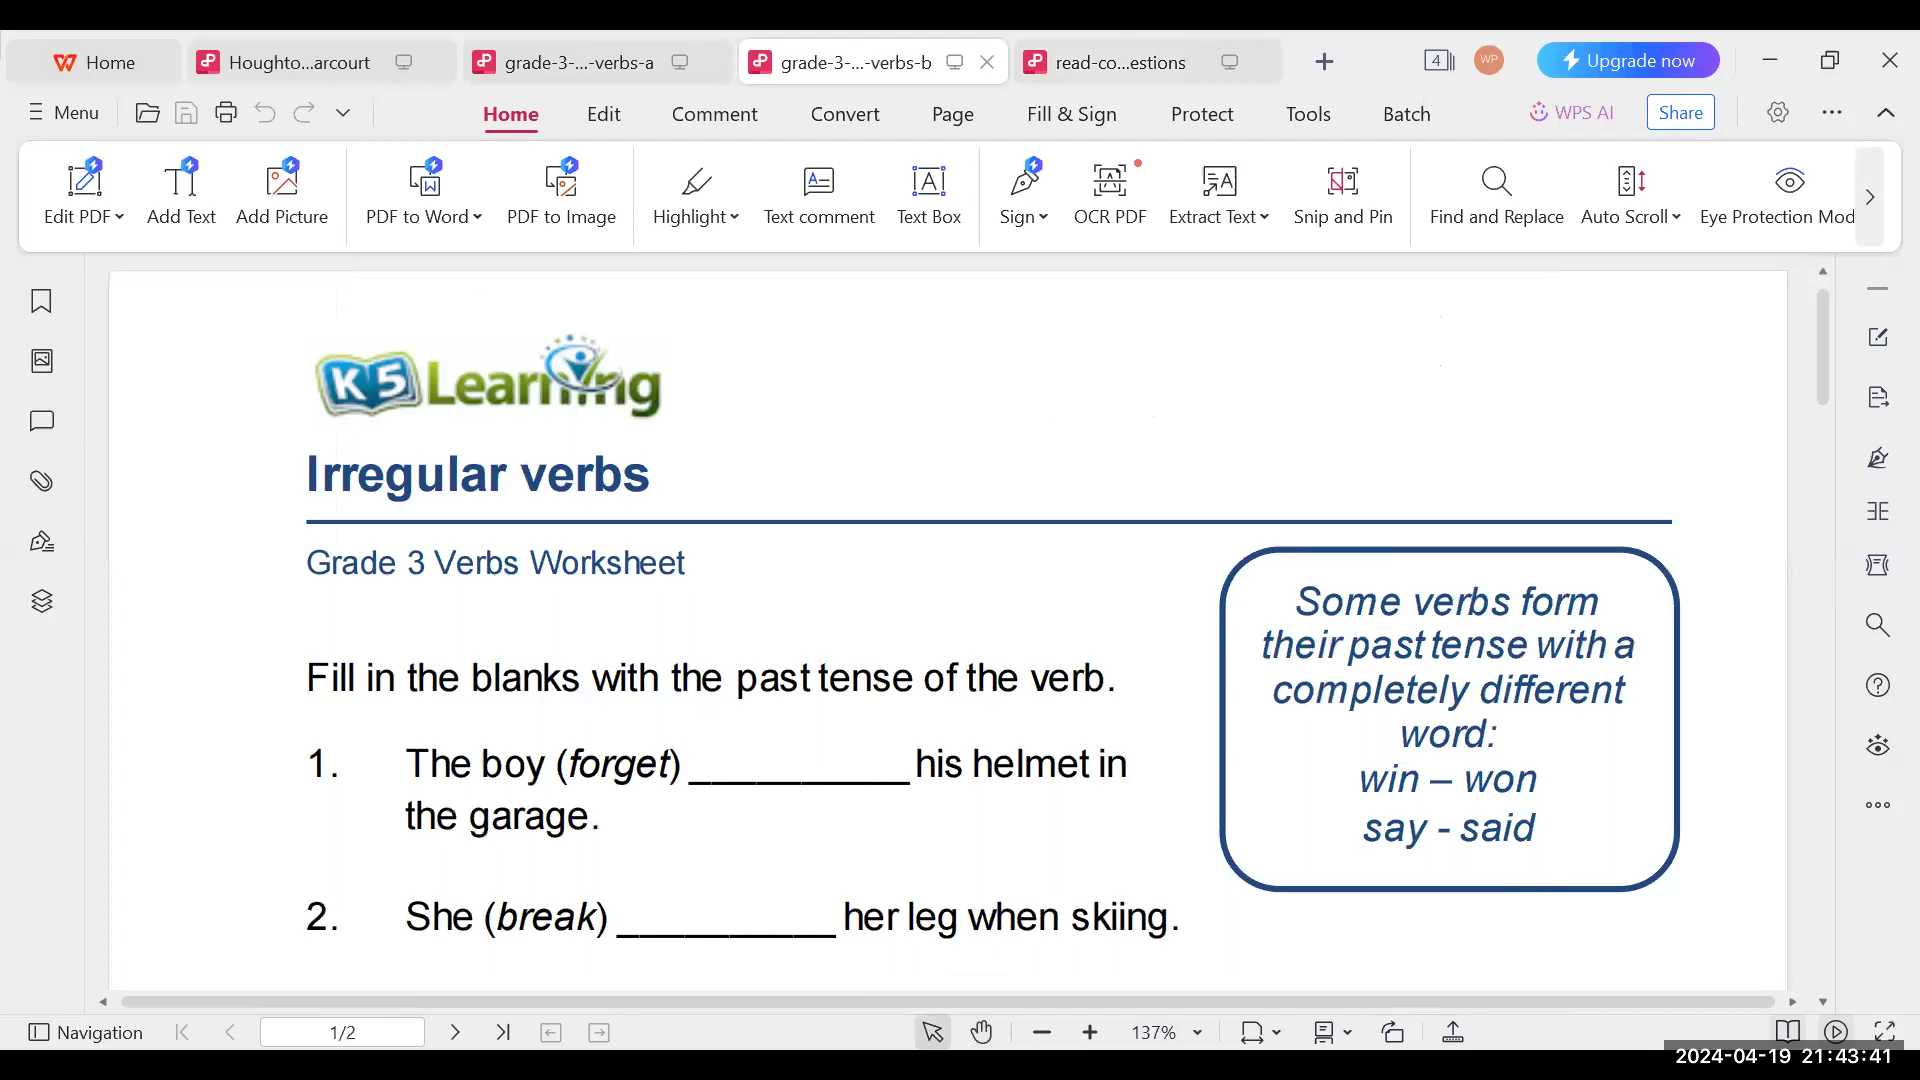 Home
Houghto...arcourt
grade-3-...-verbs-a
grade-3-...-verbs-b
read-co...estions
4
WP
Upgrade now
Menu
Home
Edit
Comment
Convert
Page
Fill & Sign
Protect
Tools
Batch
WPS AI
Share
Edit PDF
Add Text
Add Picture
PDF to Word
PDF to Image
Highlight
Text comment
Text Box
Sign
OCR PDF
Extract Text
Snip and Pin
Find and Replace
Auto Scroll
Eye Protection Mod
K5 Learning
Irregular verbs
Grade 3 Verbs Worksheet
Some verbs form
their past tense with a
completely different
word:
win – won
say - said
Fill in the blanks with the past tense of the verb.
1. The boy (forget) __________ his helmet in
the garage.
2. She (break) __________ her leg when skiing.
Navigation
1/2
137%
2024-04-19 21:43:41